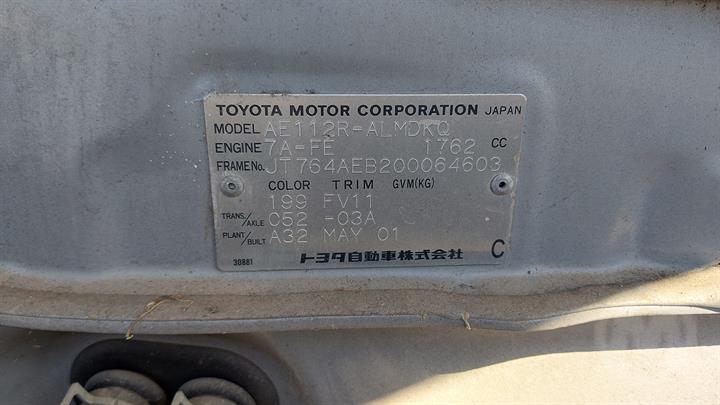 TOYOTA MOTOR CORPORATION JAPAN
MODEL AE112R-ALMDKQ
ENGINE 7A-FE 1762 CC
FRAME No. JT764AEB200064603
COLOR TRIM GVM(KG)
199 FV11
TRANS./AXLE C52 -03A
PLANT/BUILT A32 MAY 01
30881 トヨタ自動車株式会社 C